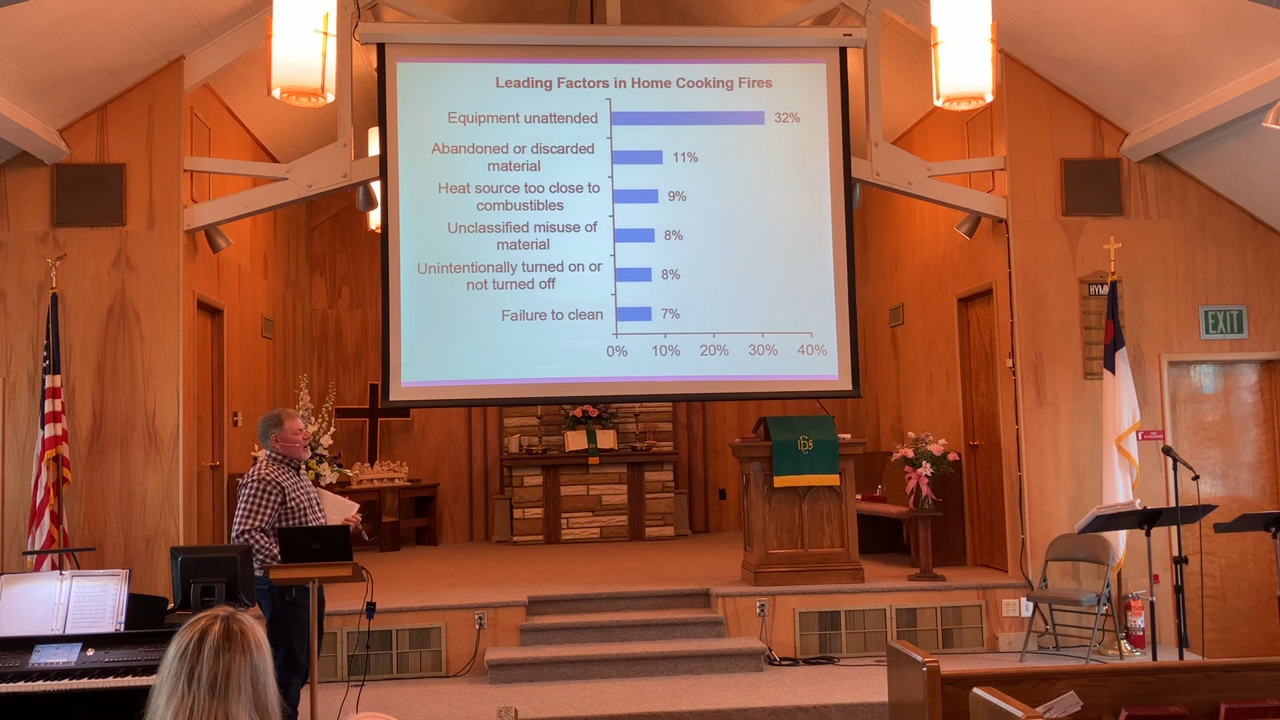 Leading Factors in Home Cooking Fires
Equipment unattended
32%
Abandoned or discarded
material
11%
Heat source too close to
combustibles
9%
Unclassified misuse of
material
8%
Unintentionally turned on or
not turned off
8%
Failure to clean
7%
0% 10% 20% 30% 40%
HYMN
EXIT
IHS